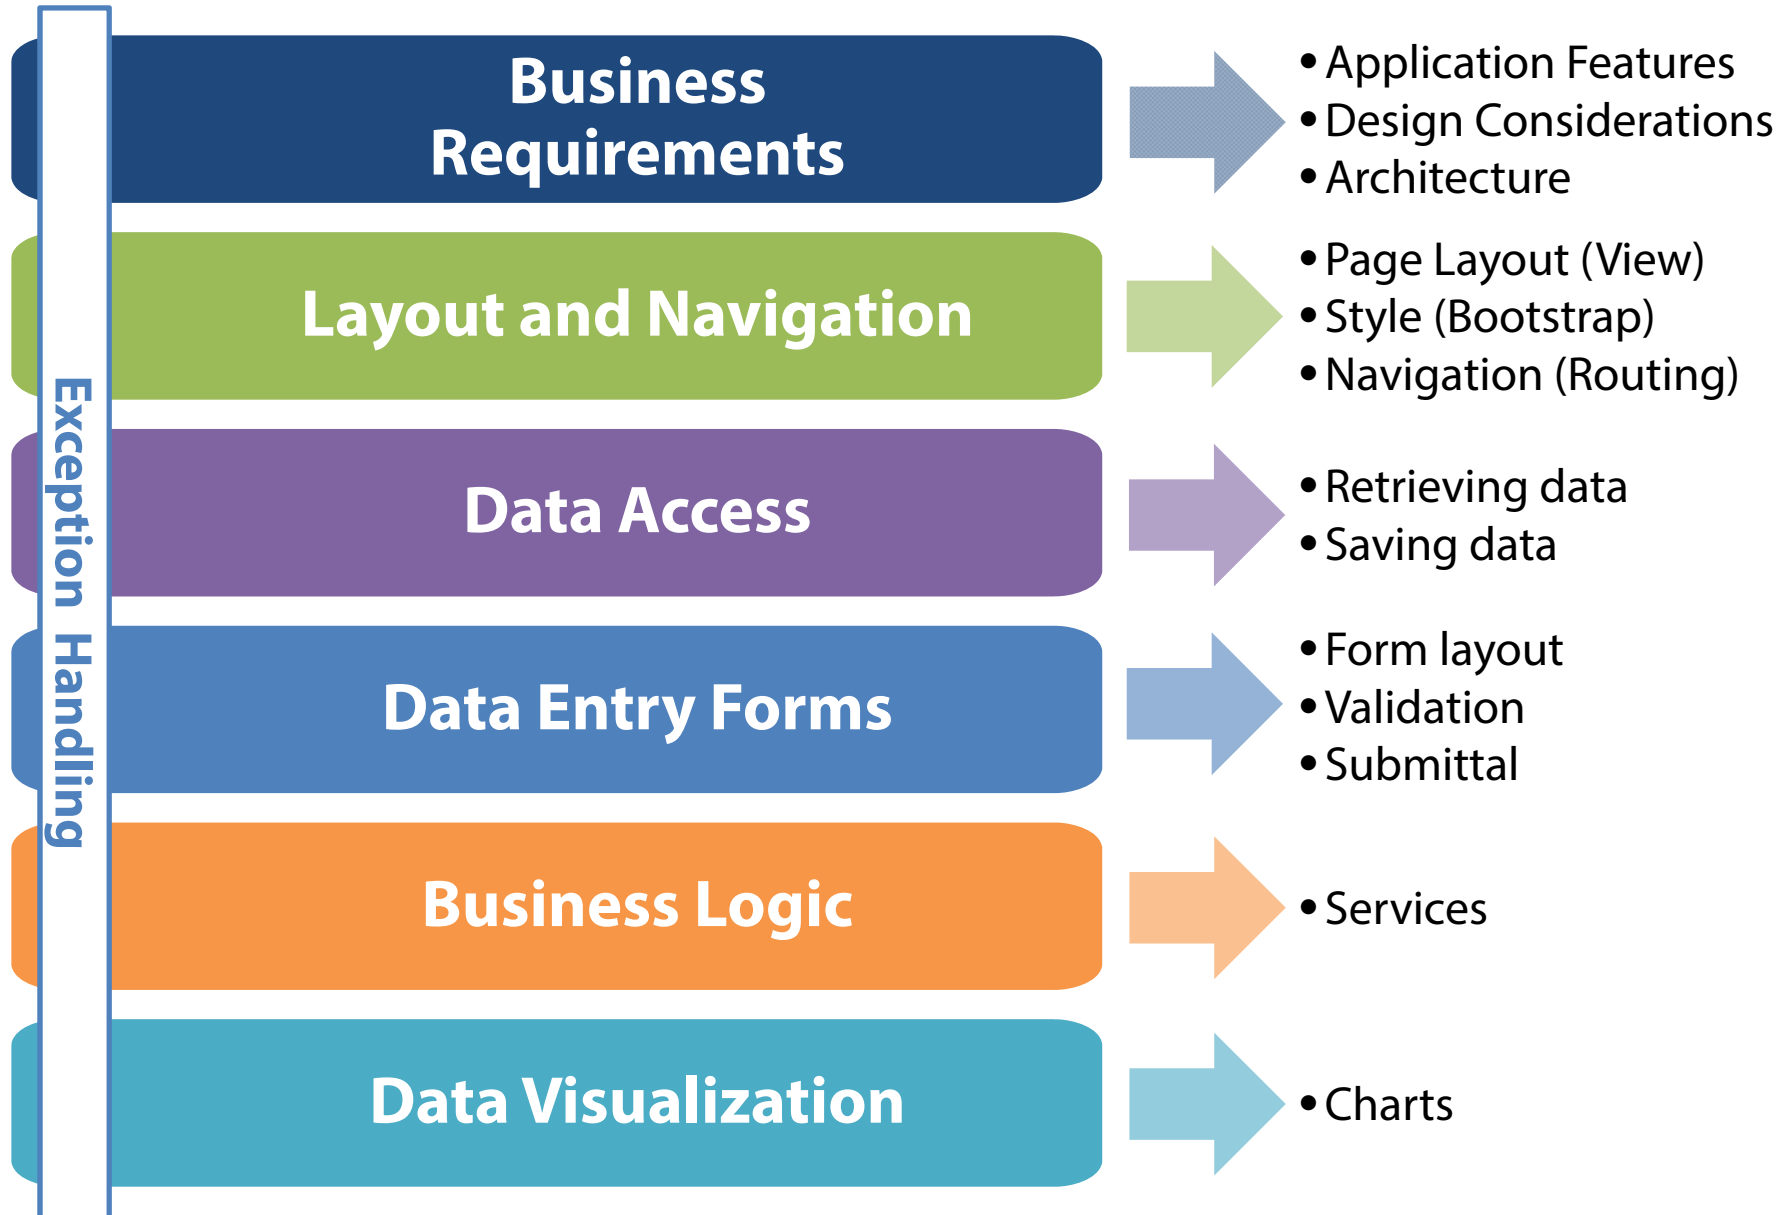 Exception Handling
Business
Requirements
• Application Features
• Design Considerations
• Architecture
Layout and Navigation
• Page Layout (View)
• Style (Bootstrap)
• Navigation (Routing)
Data Access
• Retrieving data
• Saving data
Data Entry Forms
• Form layout
• Validation
• Submittal
Business Logic
• Services
Data Visualization
• Charts